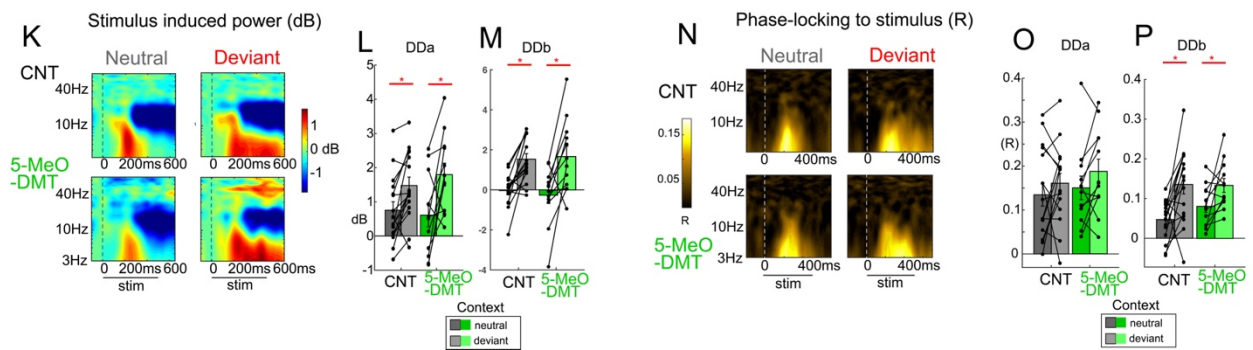 Stimulus induced power (dB)
K
Neutral
Deviant
CNT
40Hz
10Hz
0
200ms
600
0
200ms
600
1
0 dB
-1
5-MeO
-DMT
40Hz
10Hz
3Hz
0
200ms
600
0
200ms
600ms
stim
stim
L
DDa
5
4
3
2
1
dB
0
-1
*
*
CNT
5-MeO
-DMT
M
DDb
6
4
2
0
-2
-4
*
*
CNT
5-MeO
-DMT
Context
neutral
deviant
Phase-locking to stimulus (R)
N
Neutral
Deviant
CNT
40Hz
10Hz
0.15
0.10
0.05
R
0
400ms
0
400ms
5-MeO
-DMT
40Hz
10Hz
3Hz
0
400ms
0
400ms
stim
stim
O
DDa
0.4
0.3
(R)
0.2
0.1
0
CNT
5-MeO
-DMT
P
DDb
0.4
0.3
0.2
0.1
0
*
*
CNT
5-MeO
-DMT
Context
neutral
deviant